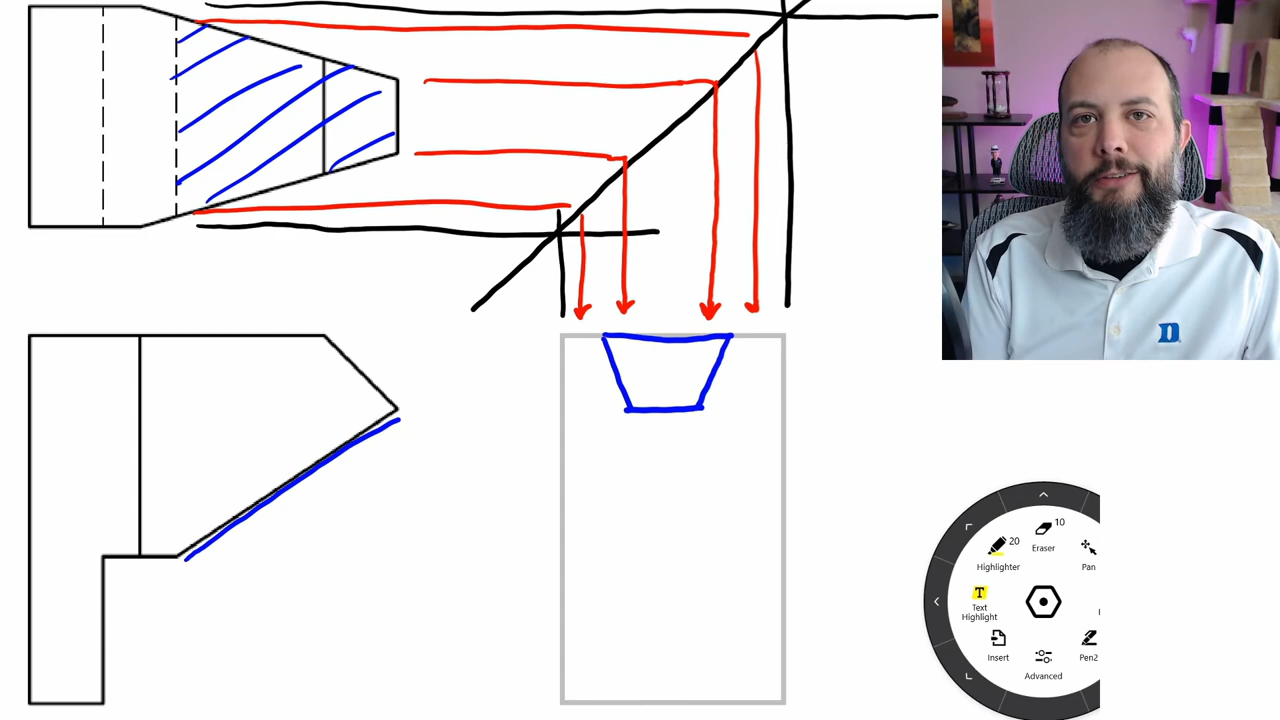 D
10
Eraser
20
Highlighter
Pan
T
Text
Highlight
Insert
Pen2
Advanced